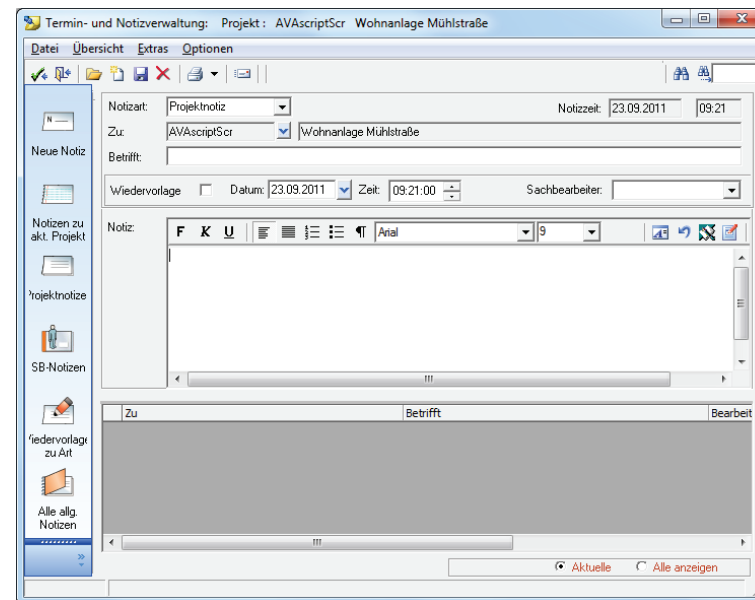 Termin- und Notizverwaltung: Projekt : AVAscriptScr Wohnanlage Mühlstraße
Datei Übersicht Extras Optionen
Neue Notiz
Notizen zu
akt. Projekt
Projektnotize
SB-Notizen
Wiedervorlage
zu Art
Alle allg.
Notizen
Notizart: Projektnotiz Notizzeit: 23.09.2011 09:21
Zu: AVAscriptScr Wohnanlage Mühlstraße
Betrifft:
Wiedervorlage Datum: 23.09.2011 Zeit: 09:21:00 Sachbearbeiter:
Notiz: F K U Arial 9
Zu Betrifft Bearbeit
Aktuelle Alle anzeigen